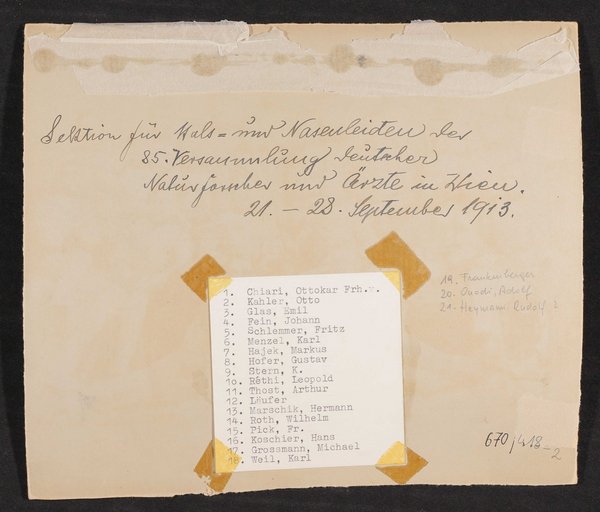 Sektion für Hals= und Nasenleiden der
85. Versammlung deutscher
Naturforscher und Ärzte in Wien.
21. — 28. September 1913.
1. Chiari, Ottokar Frh.v.
2. Kahler, Otto
3. Glas, Emil
4. Fein, Johann
5. Schlemmer, Fritz
6. Menzel, Karl
7. Hajek, Markus
8. Hofer, Gustav
9. Stern, K.
10. Réthi, Leopold
11. Thost, Arthur
12. Läufer
13. Marschik, Hermann
14. Roth, Wilhelm
15. Pick, Fr.
16. Koschier, Hans
17. Grossmann, Michael
18. Weil, Karl
19. Frankenberger
20. Onodi, Adolf
21. Heymann Rudolf ?
670/418-2